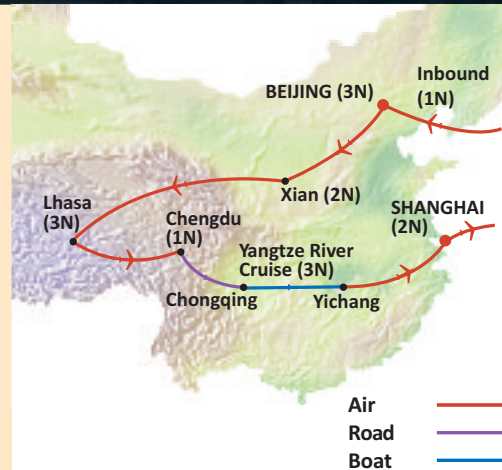 Inbound
(1N)
BEIJING (3N)
Xian (2N)
Lhasa
(3N)
Chengdu
(1N)
SHANGHAI
(2N)
Yangtze River
Cruise (3N)
Chongqing
Yichang
Air
Road
Boat